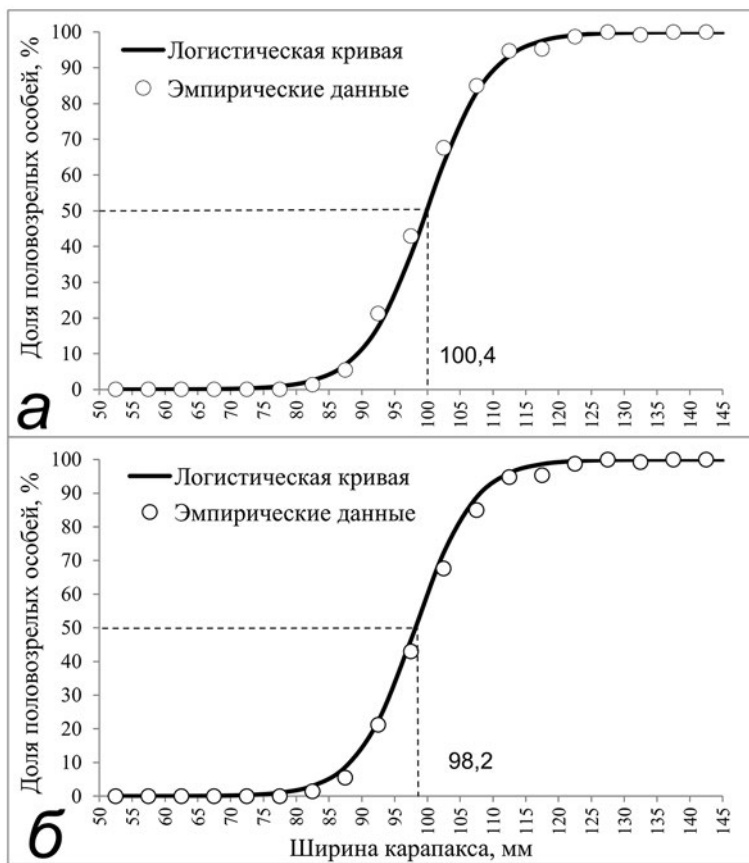 100
90
80
70
60
50
40
30
20
10
0
Доля половозрелых особей, %
Логистическая кривая
Эмпирические данные
100,4
а
50 55 60 65 70 75 80 85 90 95 100 105 110 115 120 125 130 135 140 145
100
90
80
70
60
50
40
30
20
10
0
Доля половозрелых особей, %
Логистическая кривая
Эмпирические данные
98,2
б
50 55 60 65 70 75 80 85 90 95 100 105 110 115 120 125 130 135 140 145
Ширина карапакса, мм